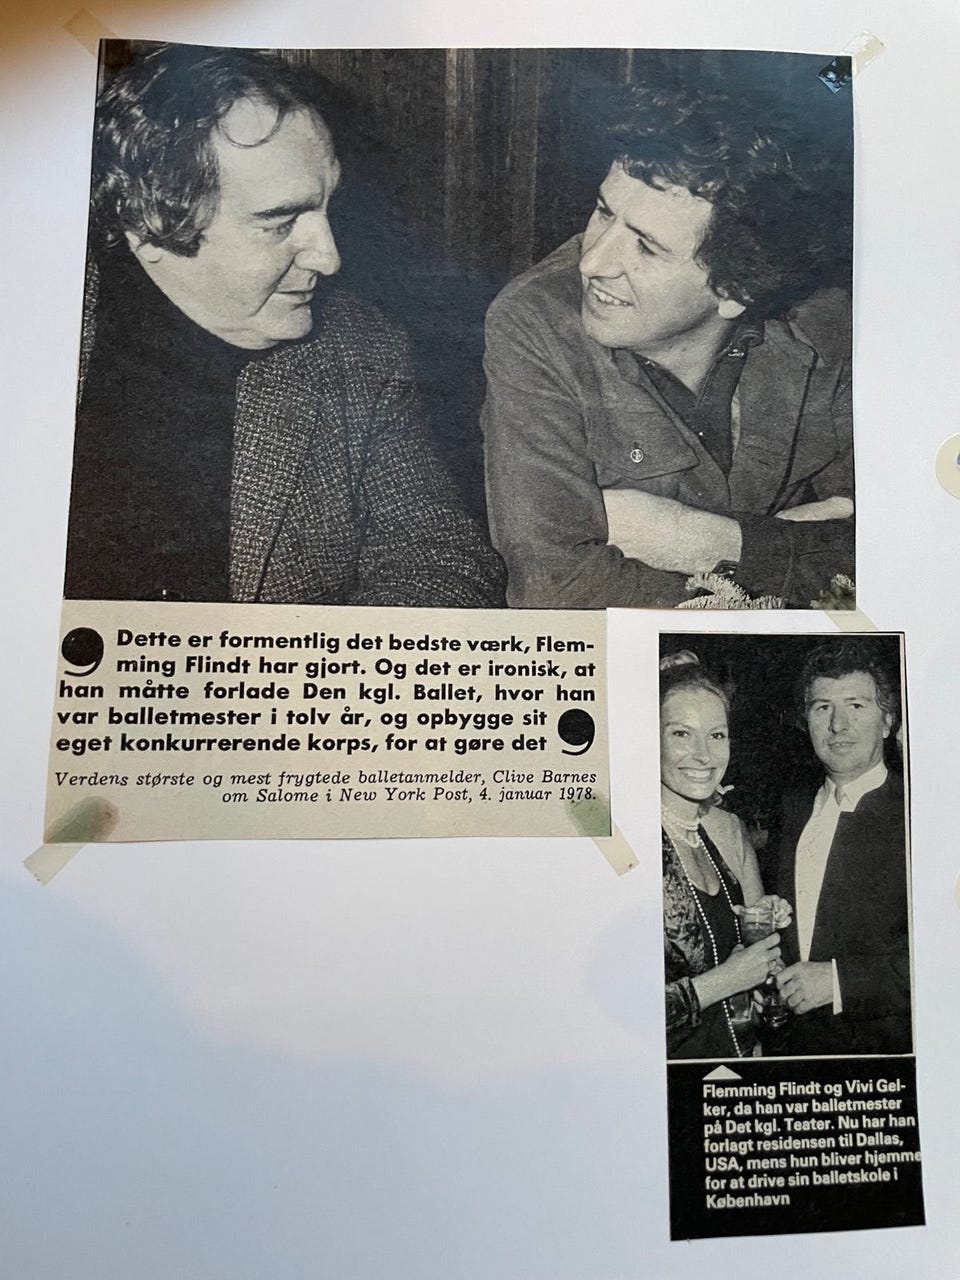 Dette er formentlig det bedste værk, Flem-
ming Flindt har gjort. Og det er ironisk, at
han måtte forlade Den kgl. Ballet, hvor han
var balletmester i tolv år, og opbygge sit
eget konkurrerende korps, for at gøre det
Verdens største og mest frygtede balletanmelder, Clive Barnes
om Salome i New York Post, 4. januar 1978.
Flemming Flindt og Vivi Gel-
ker, da han var balletmester
på Det kgl. Teater. Nu har han
forlagt residensen til Dallas,
USA, mens hun bliver hjemme
for at drive sin balletskole i
København